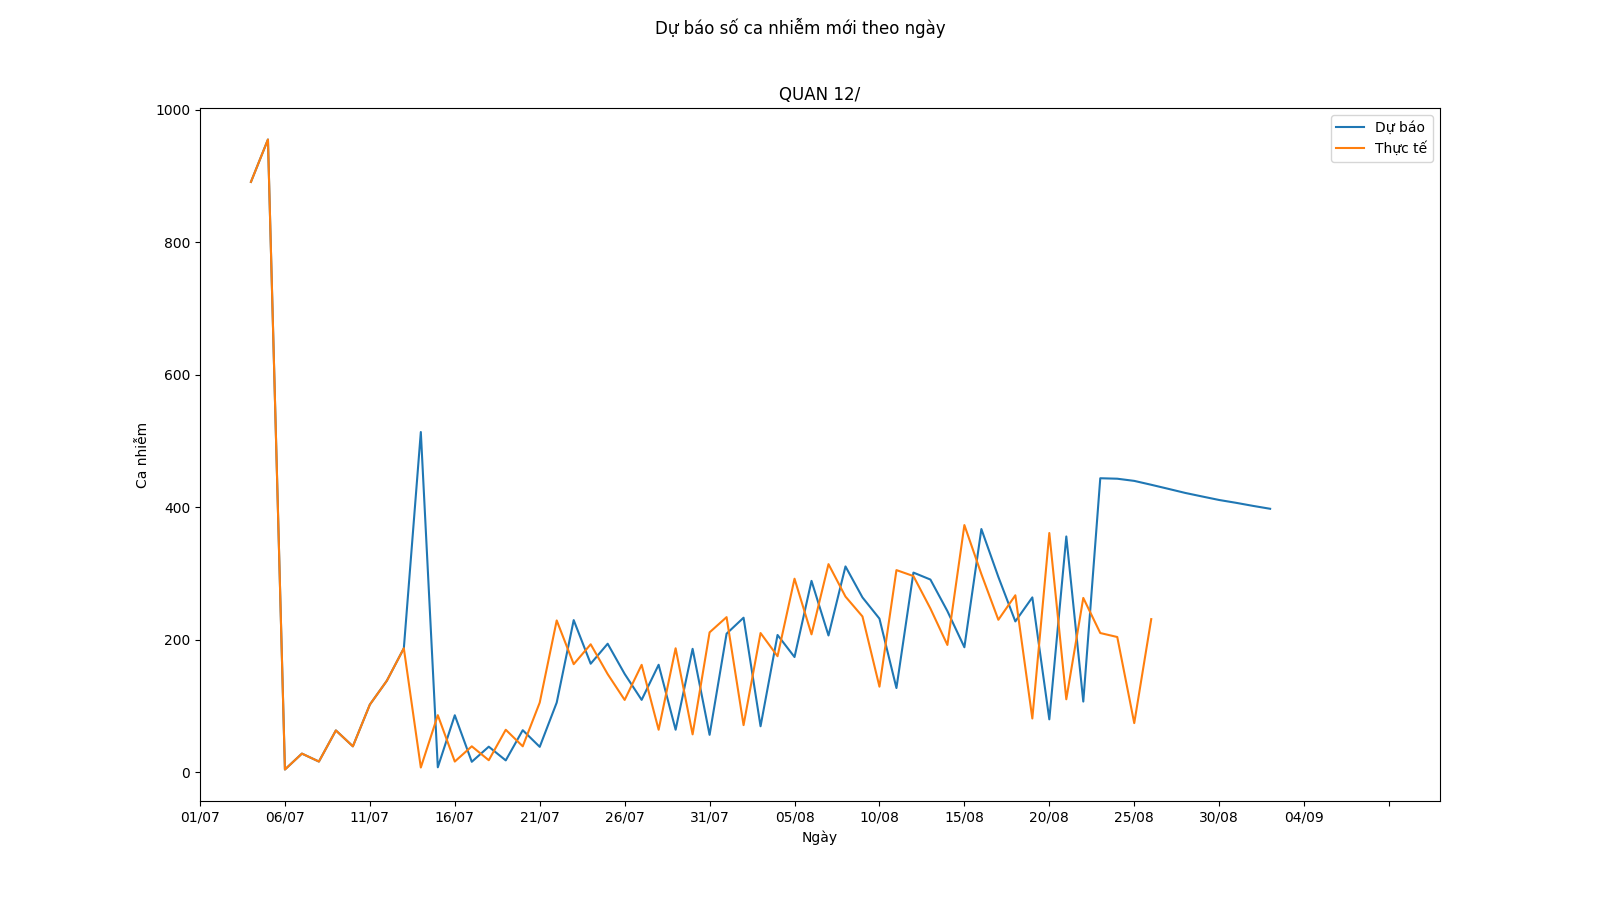 Dự báo số ca nhiễm mới theo ngày
QUAN 12/
Dự báo
Thực tế
Ca nhiễm
1000
800
600
400
200
0
01/07 06/07 11/07 16/07 21/07 26/07 31/07 05/08 10/08 15/08 20/08 25/08 30/08 04/09
Ngày